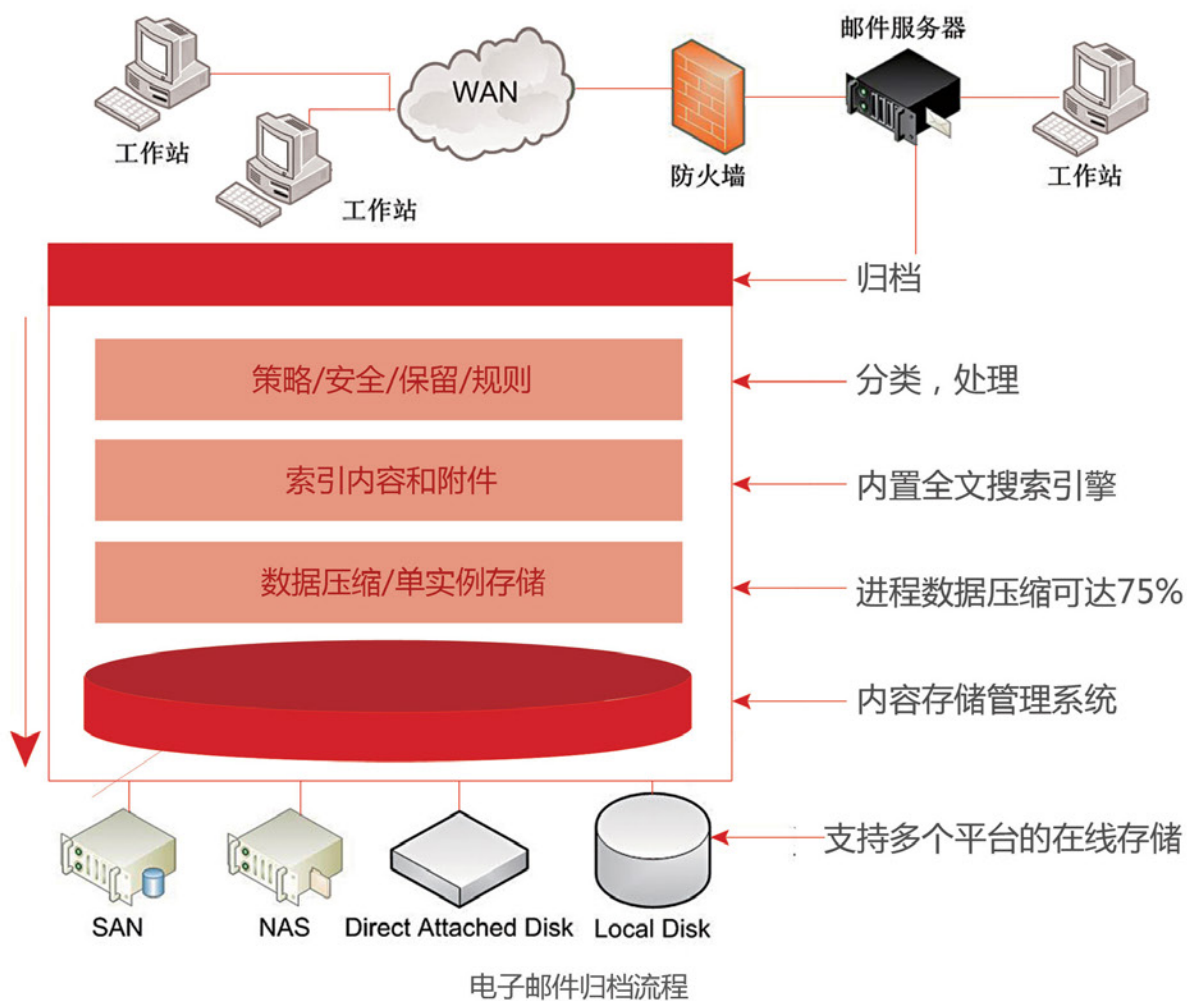 邮件服务器
WAN
工作站
防火墙
工作站
工作站
归档
策略/安全/保留/规则
分类，处理
索引内容和附件
内置全文搜索引擎
数据压缩/单实例存储
进程数据压缩可达75%
内容存储管理系统
支持多个平台的在线存储
SAN
NAS
Direct Attached Disk
Local Disk
电子邮件归档流程